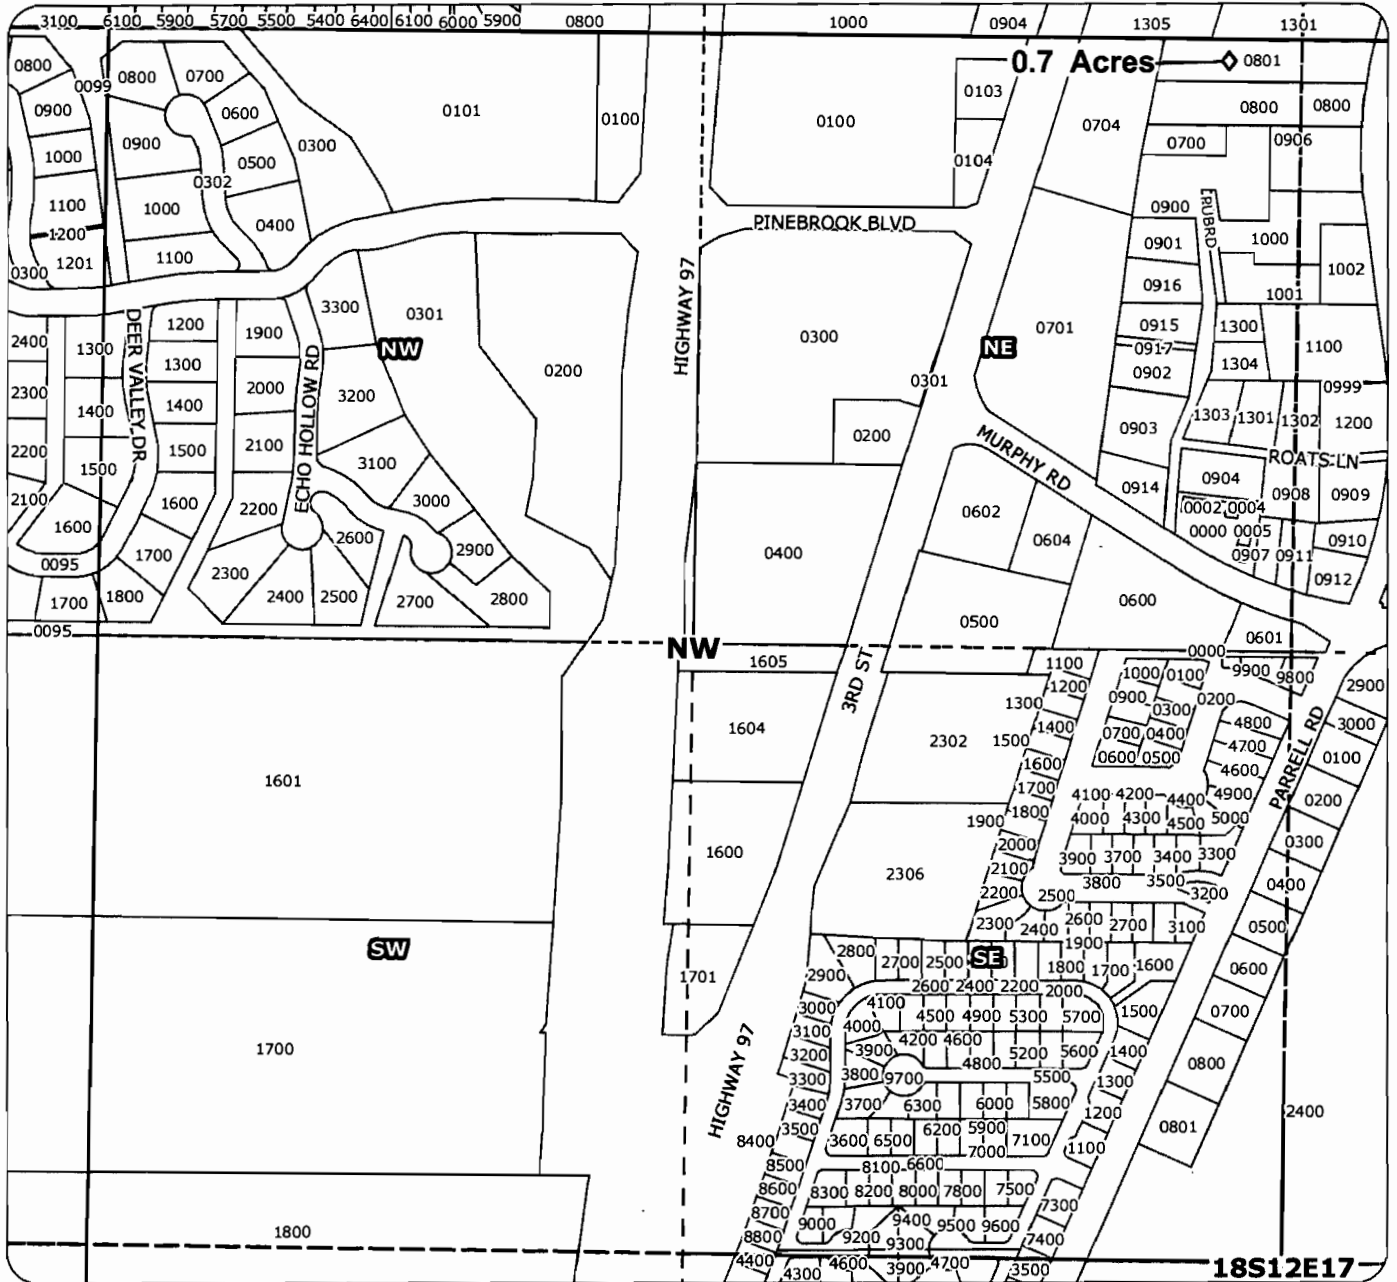 3100 6100 5900 5700 5500 5400 6400 6100 6000 5900 0800 1000 0904 1305 1301
0.7 Acres 0801
0800 0099 0800 0700 0101 0100 0100 0103 0704 0800 0800
0900 0900 0600 0300 0104 0700 0906
1000 0500
0302
1100 1000 0400 0900
1200 PINEBROOK BLVD RUBRD
1201 1100 0901 1000
0300 0916 1001 1002
DEER VALLEY DR
ECHO HOLLOW RD
HIGHWAY 97
2400 1300 1200 1900 3300 0301 0300 0701 0915 1300 1100
NW NE
0917
2300 1300 2000 3200 0200 0301 0902 1304 0999
1400 1400 0200 0903 1303 1301 1302 1200
2200 1500 1500 2100 3100 MURPHY RD ROATS LN
2100 1600 1600 2200 3000 0602 0914 0904 0908 0909
0002 0004
1700 2600 2900 0400 0604 0000 0005 0910
0095 2300 0907 0911 0912
1700 1800 2400 2500 2700 2800 0500 0600
0095 0601
NW 0000
1605 3RD ST 1100 1000 0100 9900 9800 2900
1200 0900 0200
1604 1300 0300 4800 3000
2302 1400 0700 0400 4700
1500 0600 0500 PARRELL RD 0100
1601 1600 4600
1700 4100 4200 4400 4900 0200
1800 4000 4300 4500 5000
1900
1600 2000 3900 3700 3400 3300 0300
2306 2100 3800 3500 3200 0400
2200 2500
2300 2400 2600 2700 3100 0500
SW 2800 2700 2500 SE 1900
1701 2900 1800 1700 1600 0600
2600 2400 2200 2000
3000 4100 4500 4900 5300 5700 1500 0700
3100 4000 4200 4600
1700 3200 3900 4800 5200 5600 1400 0800
3300 3800 9700 5500 1300
HIGHWAY 97
3400 3700 6300 6000 5800 1200 2400
3500 6200 5900 0801
8400 3600 6500 7000 7100 1100
8500 8100 6600
8600 8300 8200 8000 7800 7500 7300
8700 9000 9400 9500 9600
1800 8800 9200 9300 7400
4400 4300 4600 3900 4700 3500 18S12E17